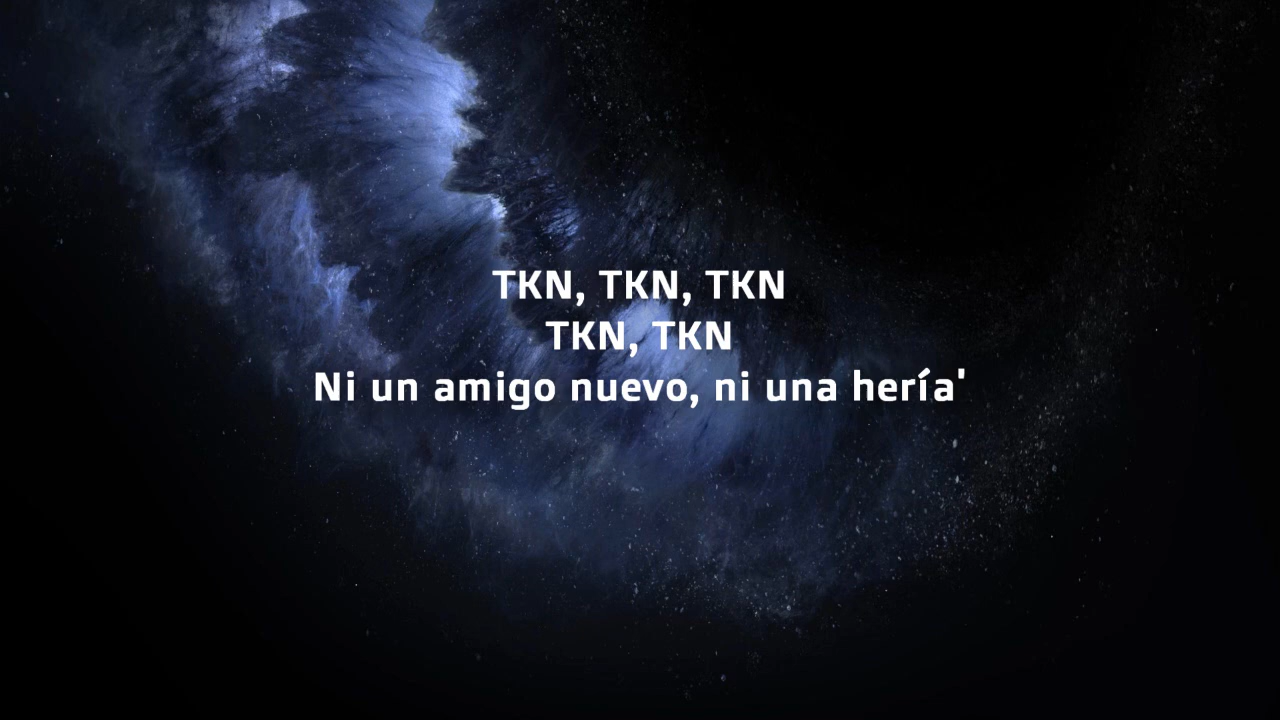 TKN, TKN, TKN
TKN, TKN
Ni un amigo nuevo, ni una hería'